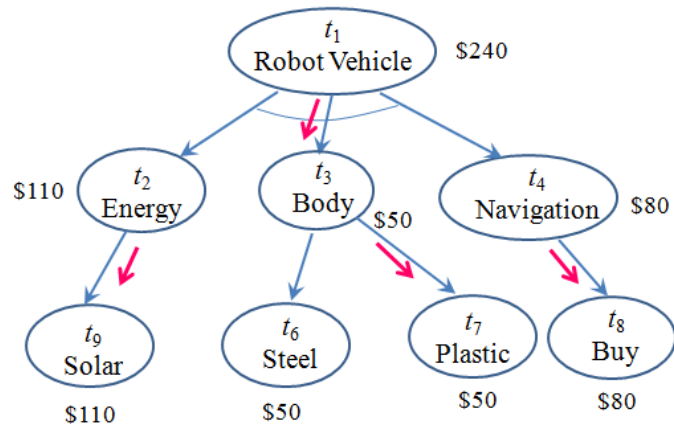 t₁
Robot Vehicle
$240
t₂
Energy
$110
t₃
Body
$50
t₄
Navigation
$80
t₉
Solar
$110
t₆
Steel
$50
t₇
Plastic
$50
t₈
Buy
$80